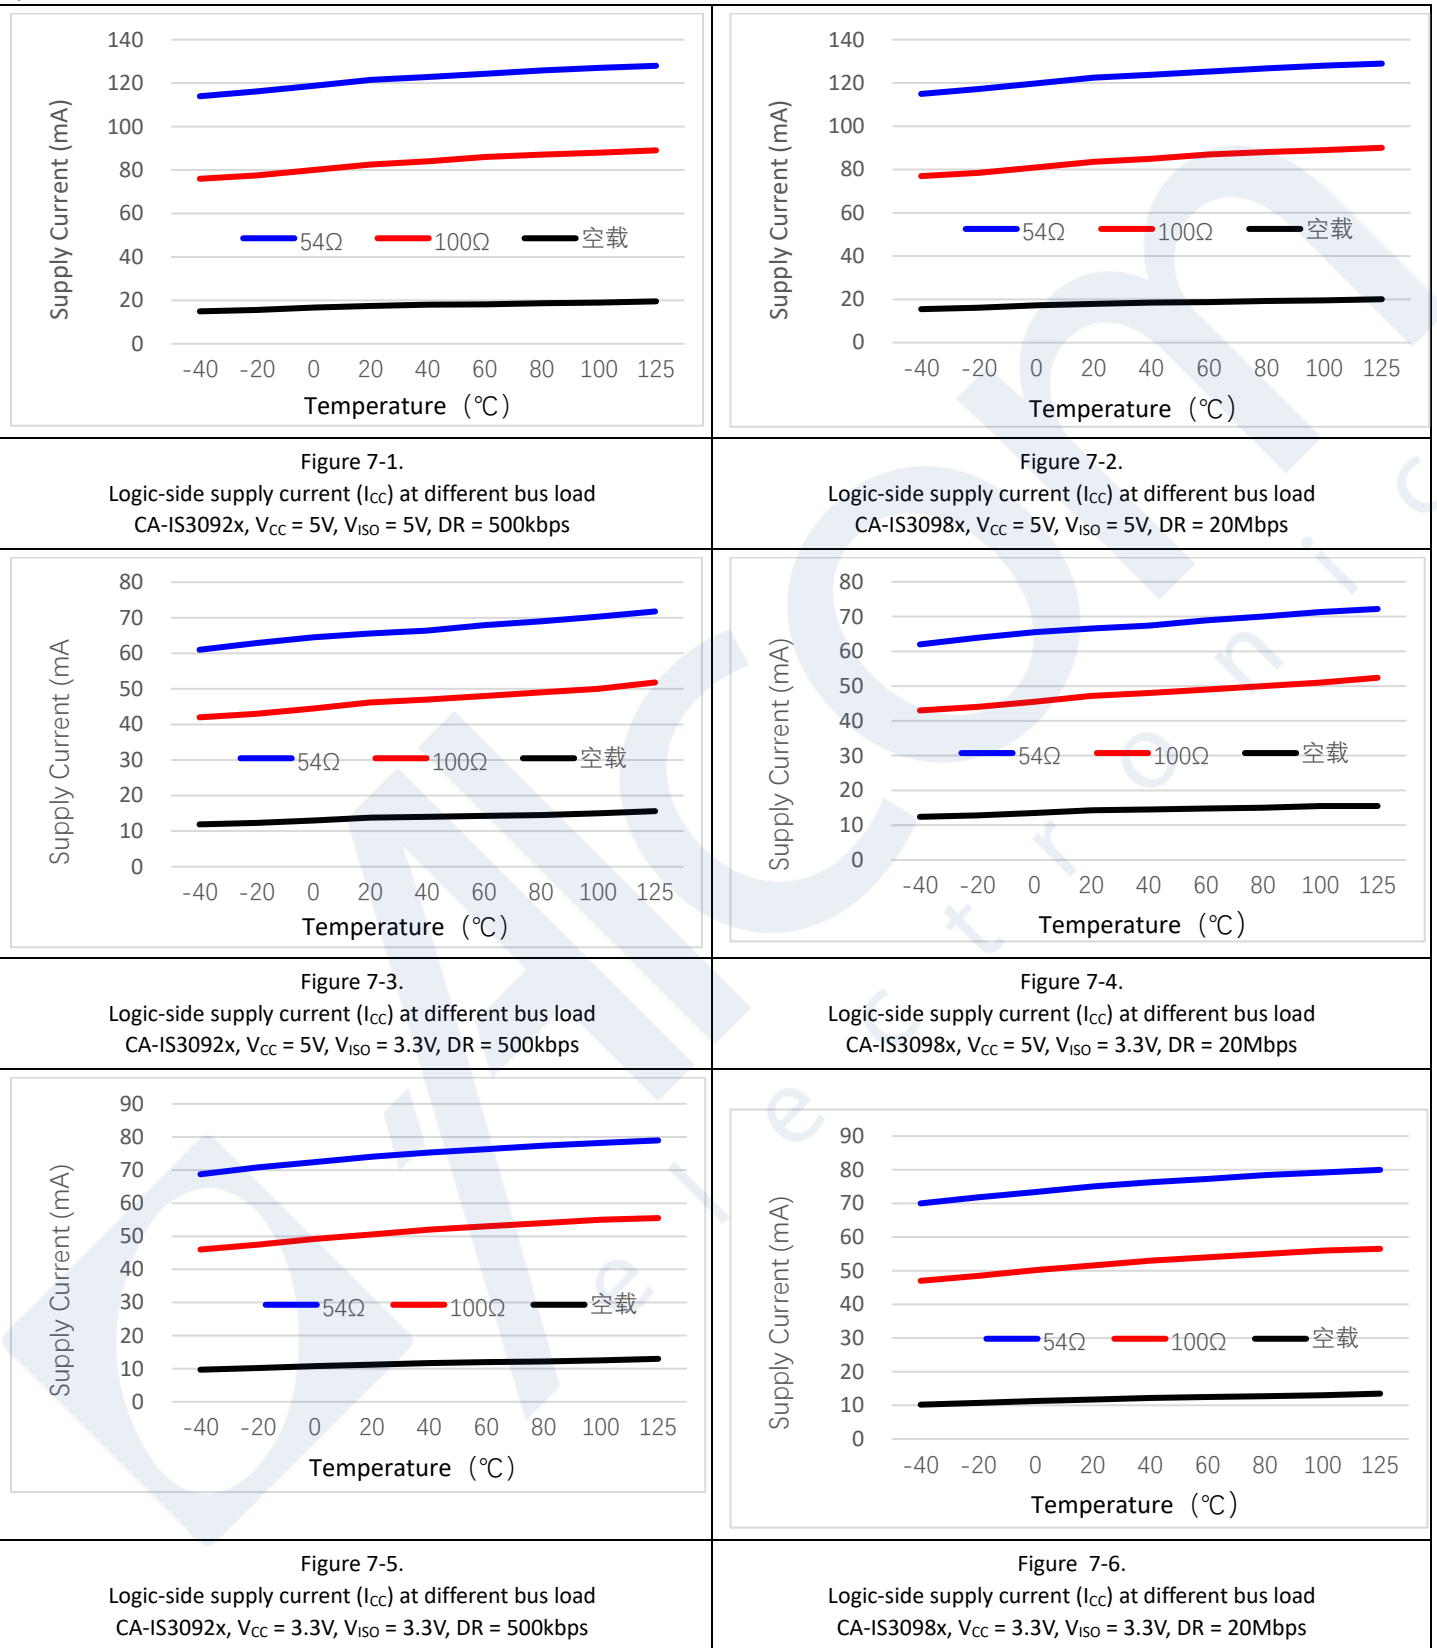 140
120
100
80
60
40
20
0
Supply Current (mA)
54Ω 100Ω 空载
-40 -20 0 20 40 60 80 100 125
Temperature（℃）
140
120
100
80
60
40
20
0
Supply Current (mA)
54Ω 100Ω 空载
-40 -20 0 20 40 60 80 100 125
Temperature（℃）
Figure 7-1.
Logic-side supply current (ICC) at different bus load
CA-IS3092x, VCC = 5V, VISO = 5V, DR = 500kbps
Figure 7-2.
Logic-side supply current (ICC) at different bus load
CA-IS3098x, VCC = 5V, VISO = 5V, DR = 20Mbps
80
70
60
50
40
30
20
10
0
Supply Current (mA
54Ω 100Ω 空载
-40 -20 0 20 40 60 80 100 125
Temperature（℃）
80
70
60
50
40
30
20
10
0
Supply Current (mA)
54Ω 100Ω 空载
-40 -20 0 20 40 60 80 100 125
Temperature（℃）
Figure 7-3.
Logic-side supply current (ICC) at different bus load
CA-IS3092x, VCC = 5V, VISO = 3.3V, DR = 500kbps
Figure 7-4.
Logic-side supply current (ICC) at different bus load
CA-IS3098x, VCC = 5V, VISO = 3.3V, DR = 20Mbps
90
80
70
60
50
40
30
20
10
0
Supply Current (mA)
54Ω 100Ω 空载
-40 -20 0 20 40 60 80 100 125
Temperature（℃）
90
80
70
60
50
40
30
20
10
0
Supply Current (mA)
54Ω 100Ω 空载
-40 -20 0 20 40 60 80 100 125
Temperature（℃）
Figure 7-5.
Logic-side supply current (ICC) at different bus load
CA-IS3092x, VCC = 3.3V, VISO = 3.3V, DR = 500kbps
Figure 7-6.
Logic-side supply current (ICC) at different bus load
CA-IS3098x, VCC = 3.3V, VISO = 3.3V, DR = 20Mbps